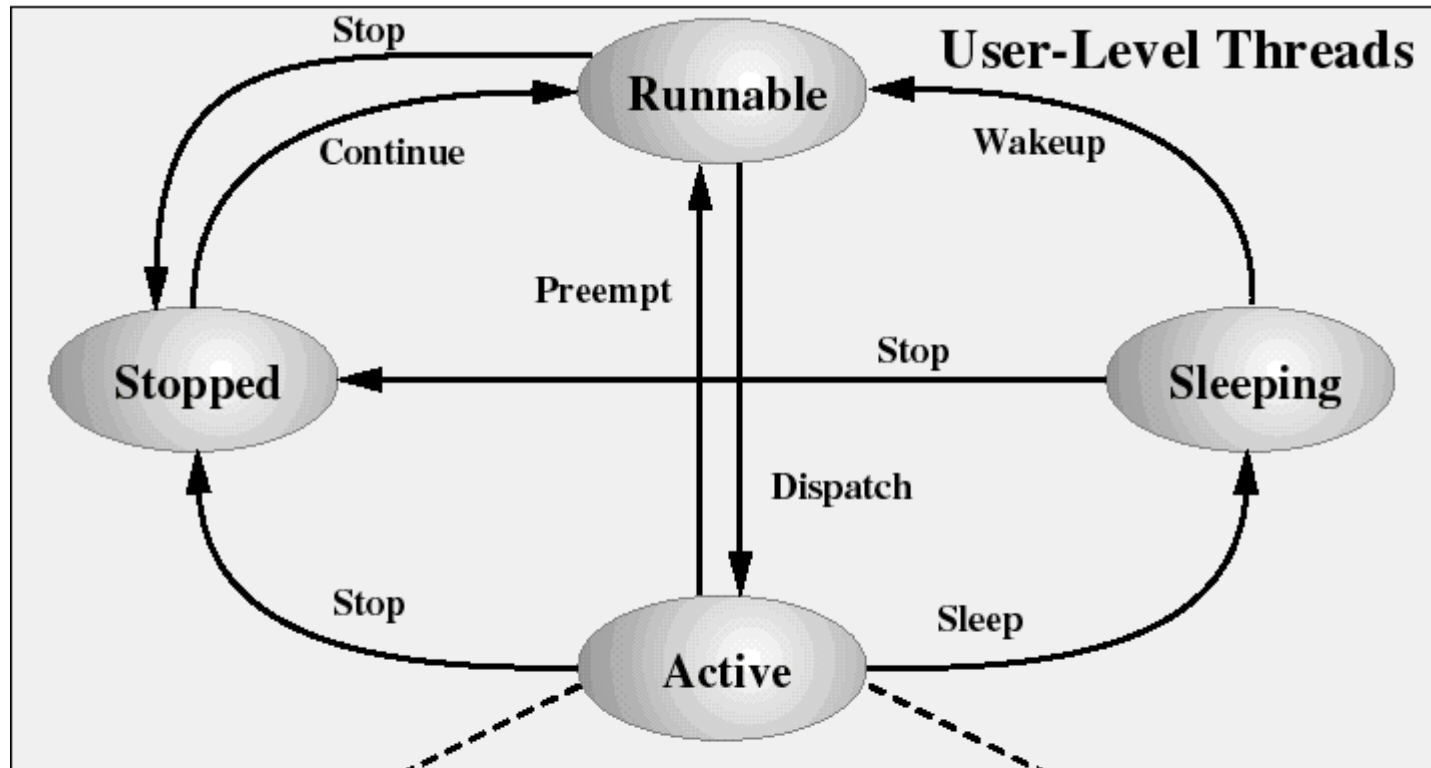 Stop
User-Level Threads
Runnable
Continue
Wakeup
Preempt
Stop
Stopped
Sleeping
Dispatch
Stop
Sleep
Active